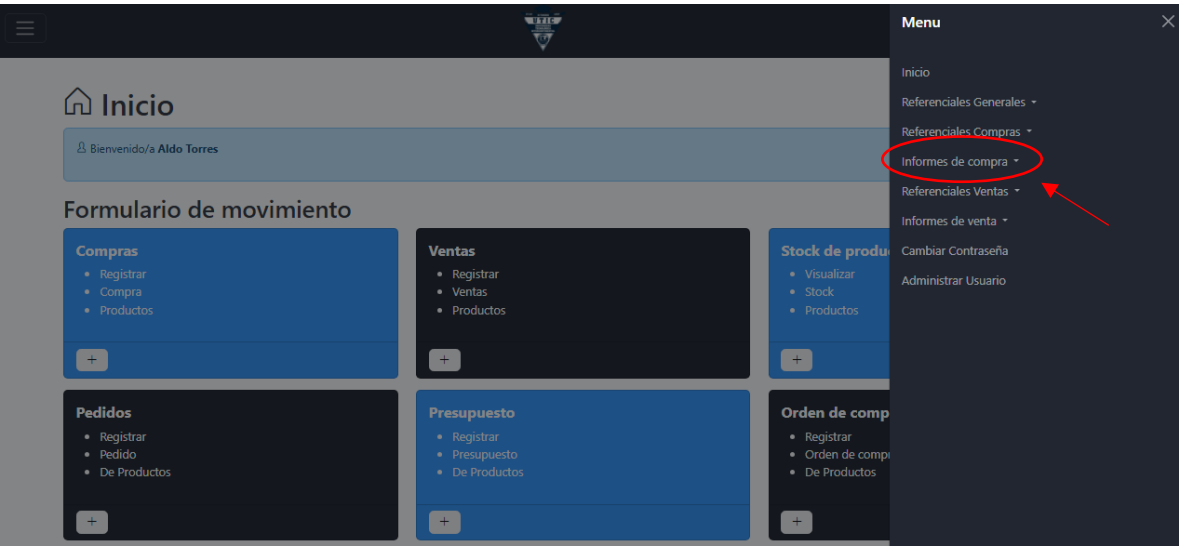 UTIC
Menu
Inicio
Referenciales Generales
Referenciales Compras
Informes de compra
Referenciales Ventas
Informes de venta
Cambiar Contraseña
Administrar Usuario
Inicio
Bienvenido/a Aldo Torres
Formulario de movimiento
Compras
Registrar
Compra
Productos
+
Ventas
Registrar
Ventas
Productos
+
Stock de produ
Visualizar
Stock
Productos
+
Pedidos
Registrar
Pedido
De Productos
+
Presupuesto
Registrar
Presupuesto
De Productos
+
Orden de comp
Registrar
Orden de comp
De Productos
+